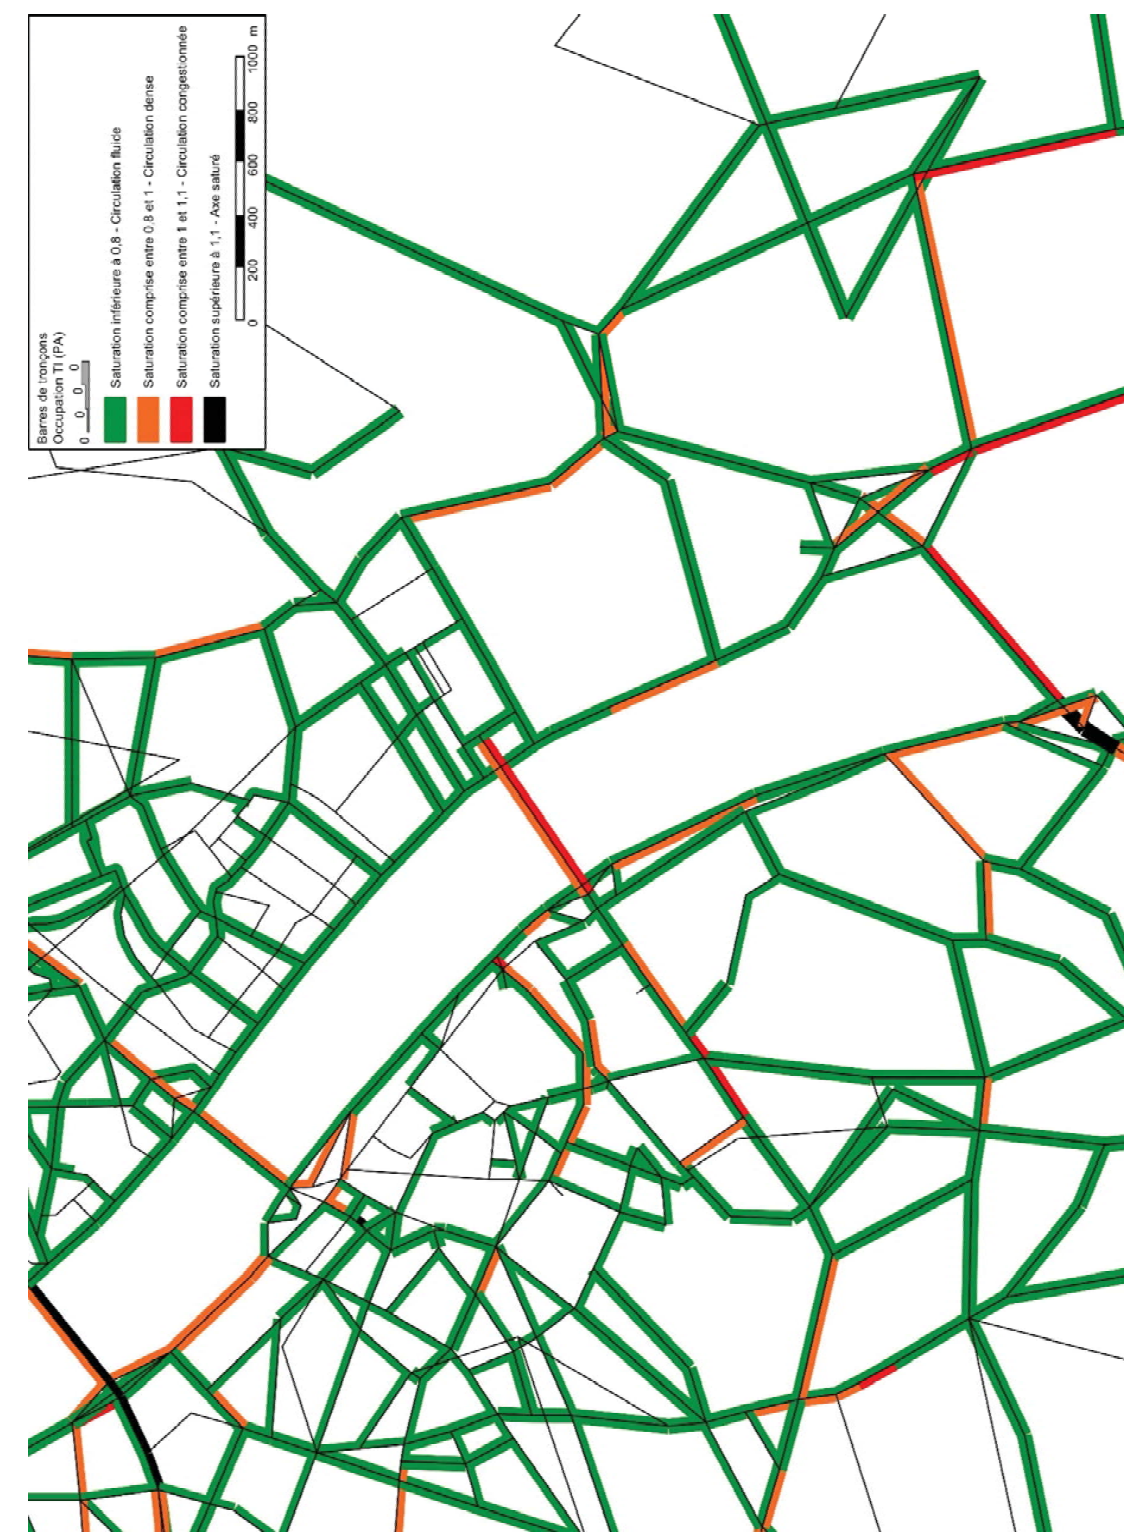 Barres de tronçons
Occupation TI (PA)
0 0 0 0
Saturation inférieure à 0,8 - Circulation fluide
Saturation comprise entre 0,8 et 1 - Circulation dense
Saturation comprise entre 1 et 1,1 - Circulation congestionnée
Saturation supérieure à 1,1 - Axe saturé
0 200 400 600 800 1000 m